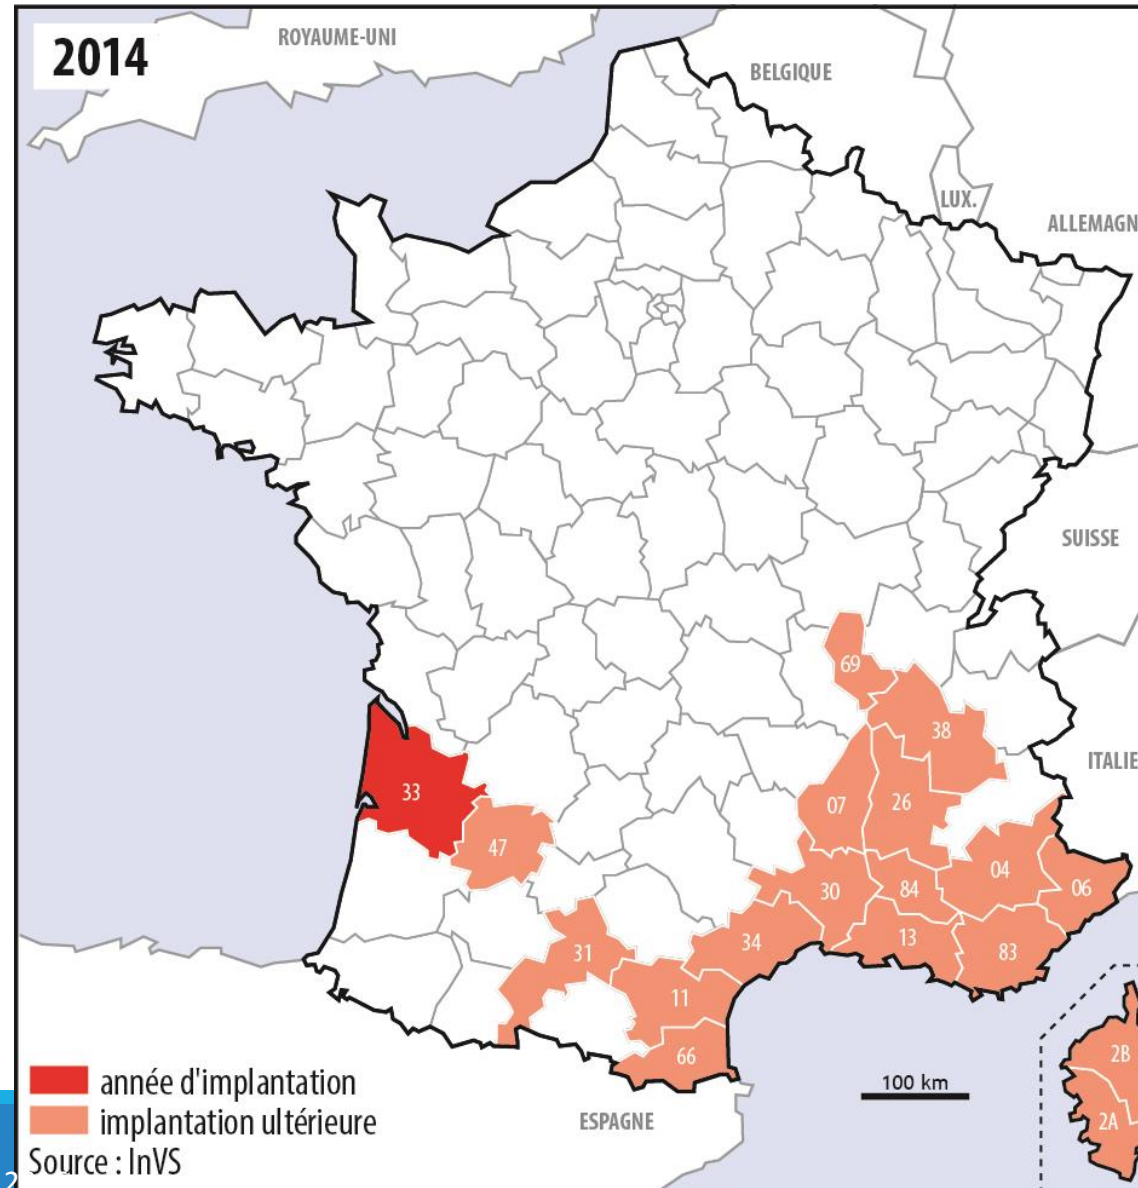 2014
ROYAUME-UNI
BELGIQUE
LUX.
ALLEMAGN
SUISSE
ITALIE
69
38
33
07
26
47
04
06
30
84
13
83
34
31
11
66
2B
2A
100 km
année d'implantation
implantation ultérieure
ESPAGNE
Source : InVS
2